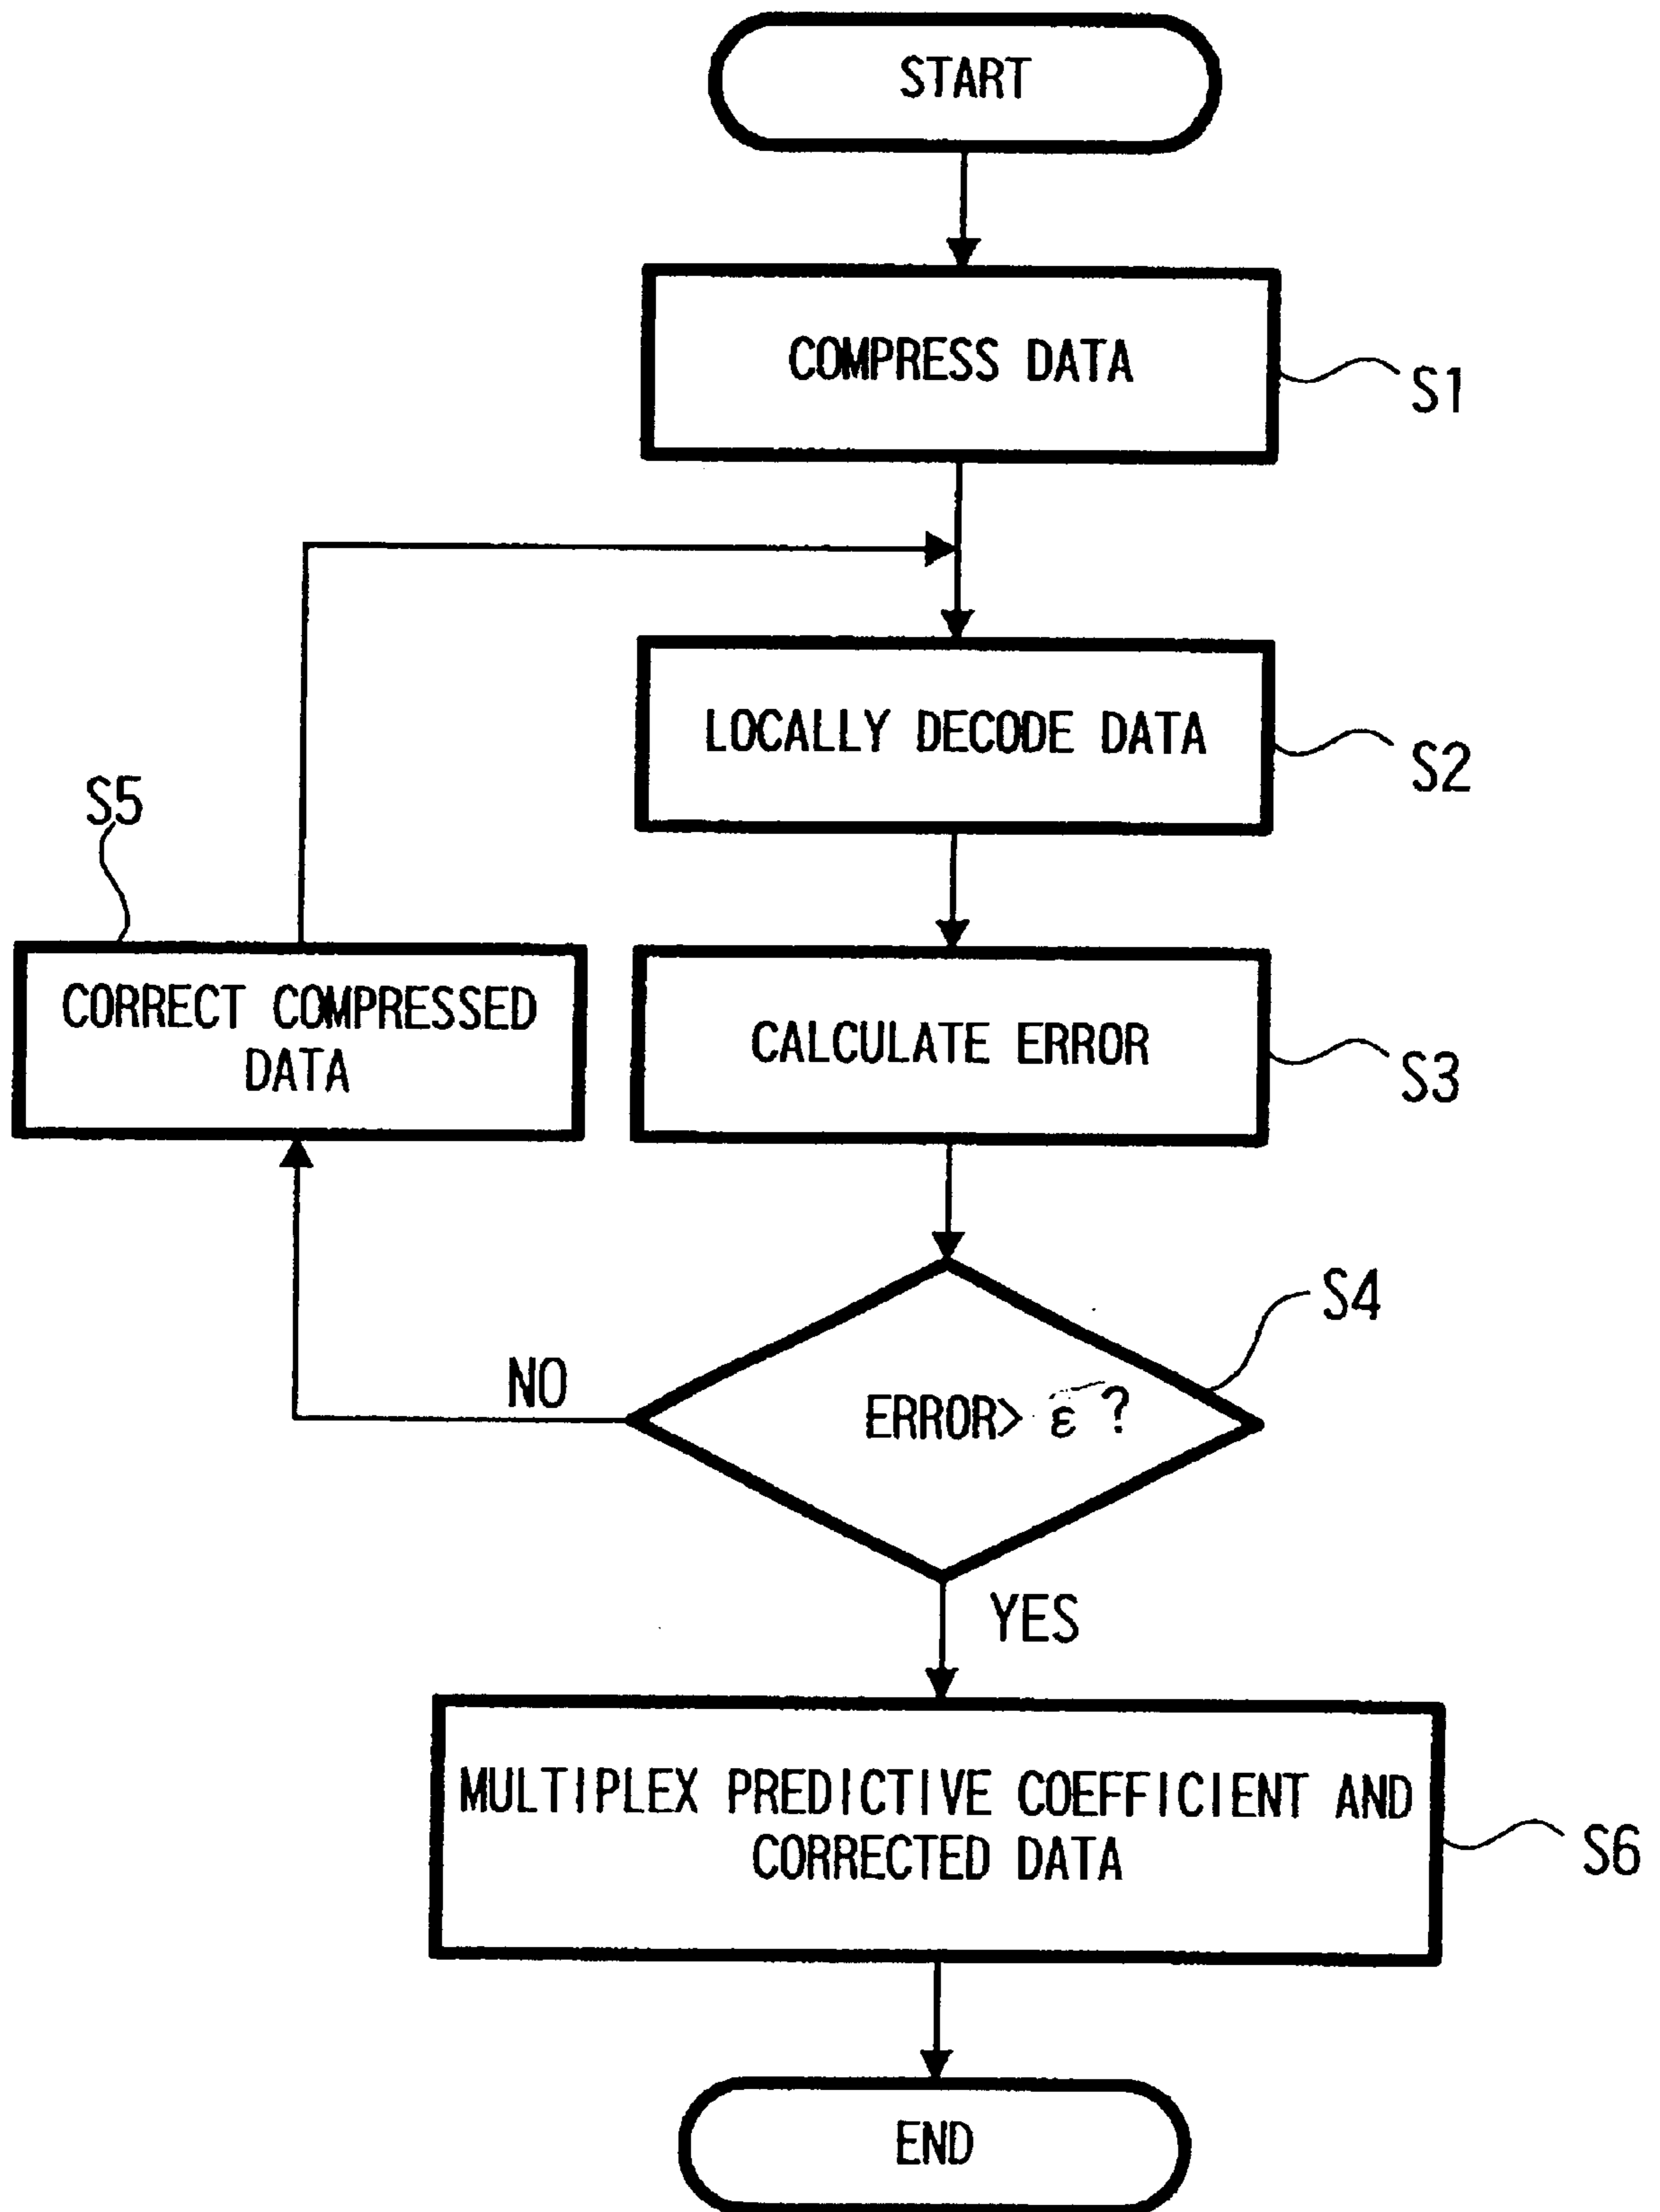 START
COMPRESS DATA
S1
LOCALLY DECODE DATA
S2
S5
CORRECT COMPRESSED
DATA
CALCULATE ERROR
S3
S4
NO
ERROR> ε ?
YES
MULTIPLEX PREDICTIVE COEFFICIENT AND
CORRECTED DATA
S6
END